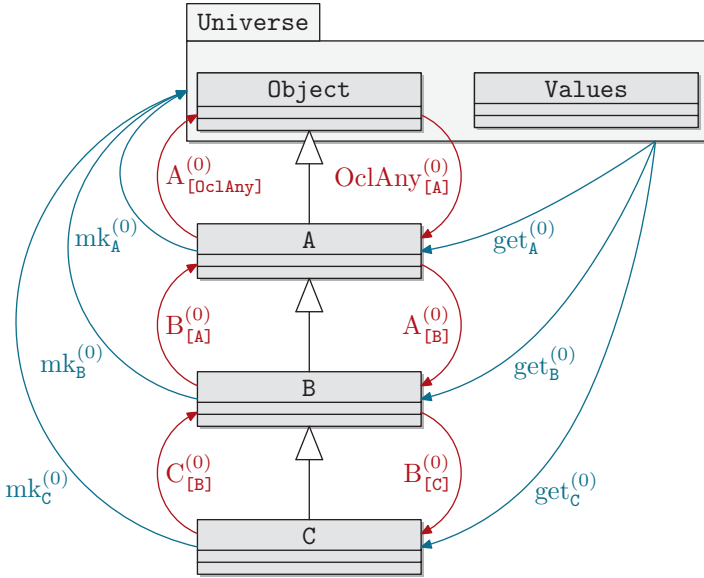 Universe
Object
Values
A^{(0)}_{[OclAny]}
OclAny^{(0)}_{[A]}
mk^{(0)}_{A}
A
get^{(0)}_{A}
B^{(0)}_{[A]}
A^{(0)}_{[B]}
mk^{(0)}_{B}
get^{(0)}_{B}
B
C^{(0)}_{[B]}
B^{(0)}_{[C]}
mk^{(0)}_{C}
get^{(0)}_{C}
C